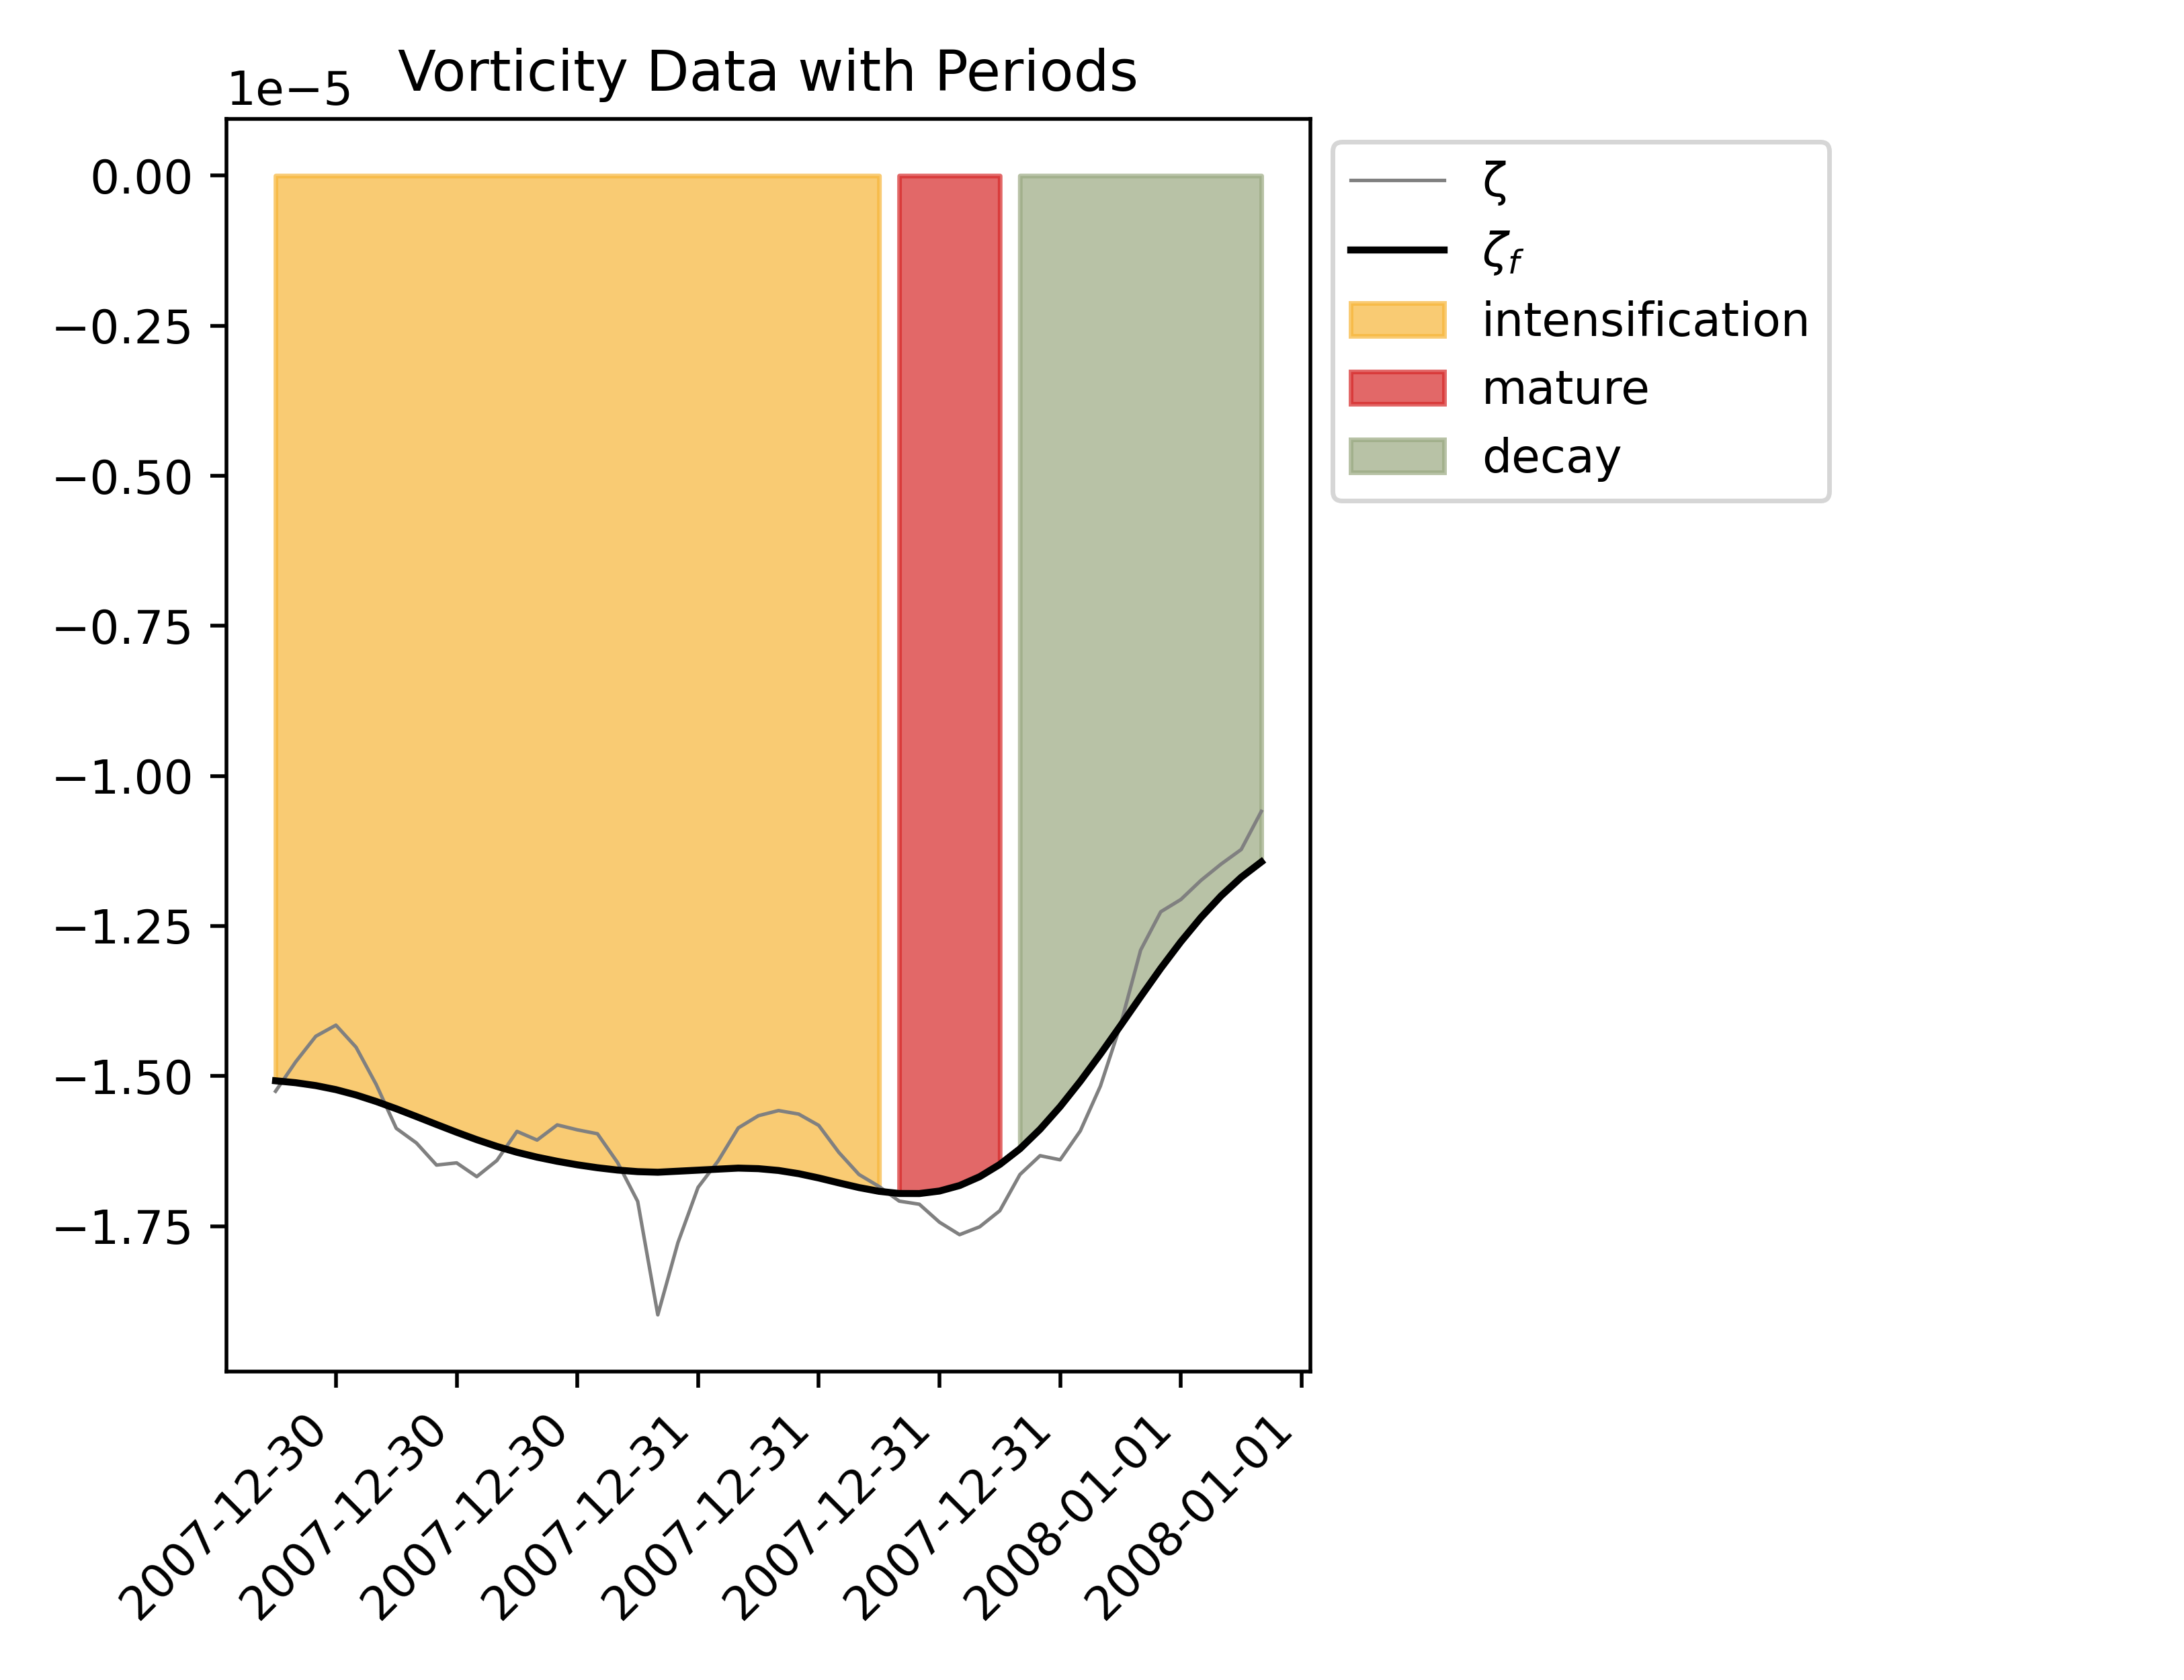 Vorticity Data with Periods
1e−5
0.00
−0.25
−0.50
−0.75
−1.00
−1.25
−1.50
−1.75
2007-12-30
2007-12-30
2007-12-30
2007-12-31
2007-12-31
2007-12-31
2007-12-31
2008-01-01
2008-01-01
ζ
ζf
intensification
mature
decay